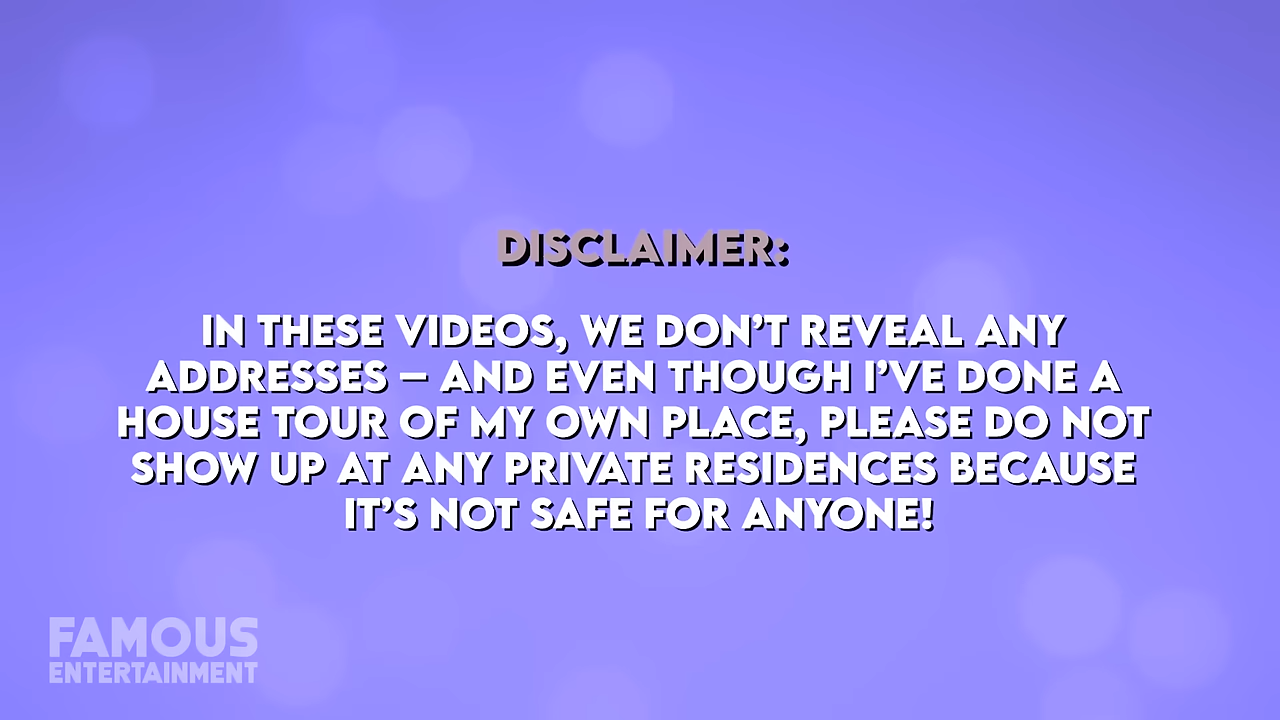 DISCLAIMER:
IN THESE VIDEOS, WE DON'T REVEAL ANY
ADDRESSES – AND EVEN THOUGH I'VE DONE A
HOUSE TOUR OF MY OWN PLACE, PLEASE DO NOT
SHOW UP AT ANY PRIVATE RESIDENCES BECAUSE
IT'S NOT SAFE FOR ANYONE!
FAMOUS
ENTERTAINMENT